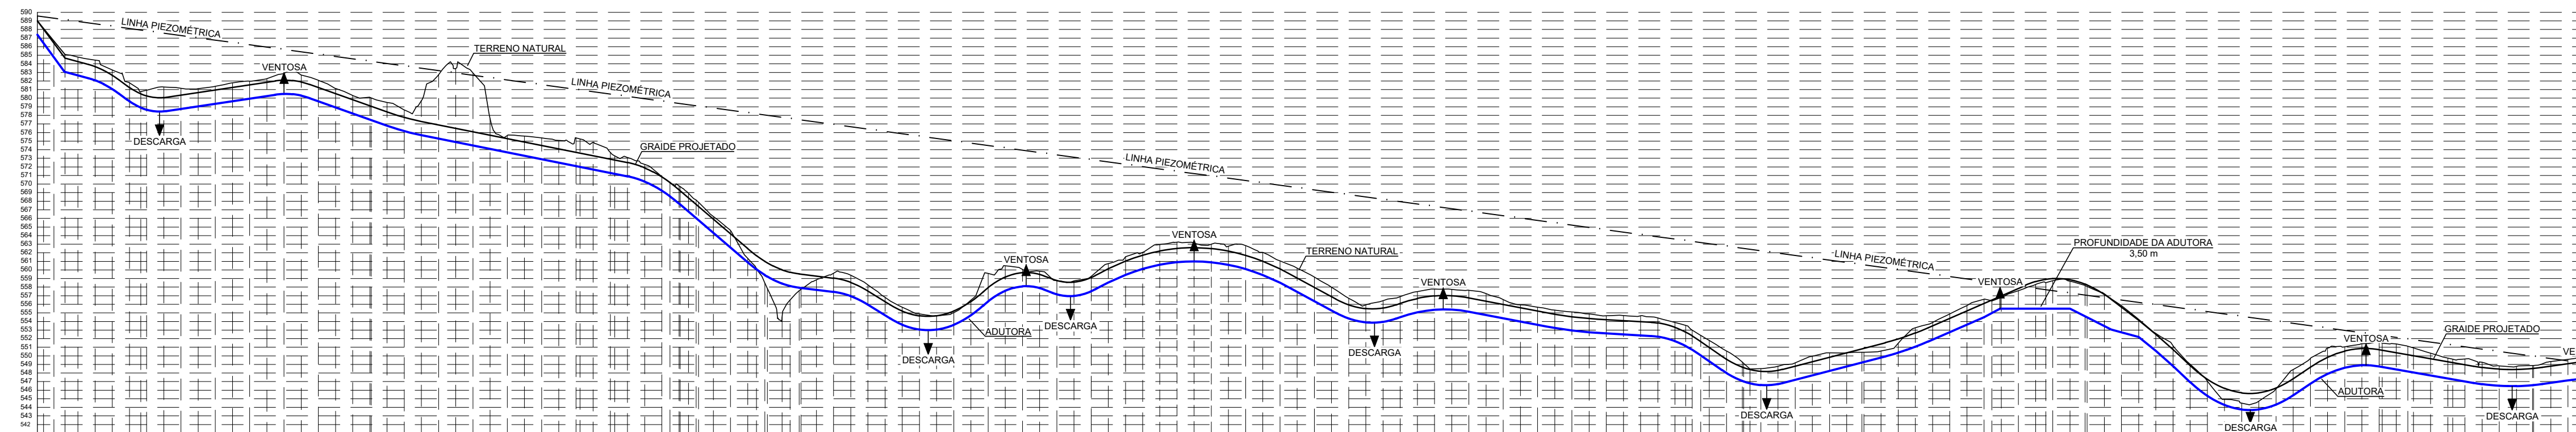 590
589
588
587
586
585
584
583
582
581
580
579
578
577
576
575
574
573
572
571
570
569
568
567
566
565
564
563
562
561
560
559
558
557
556
555
554
553
552
551
550
549
548
547
546
545
544
543
542
LINHA PIEZOMÉTRICA
DESCARGA
VENTOSA
TERRENO NATURAL
LINHA PIEZOMÉTRICA
GRAIDE PROJETADO
DESCARGA
ADUTORA
VENTOSA
DESCARGA
LINHA PIEZOMÉTRICA
VENTOSA
TERRENO NATURAL
DESCARGA
VENTOSA
DESCARGA
LINHA PIEZOMÉTRICA
VENTOSA
PROFUNDIDADE DA ADUTORA
3,50 m
DESCARGA
VENTOSA
ADUTORA
GRAIDE PROJETADO
DESCARGA
VE